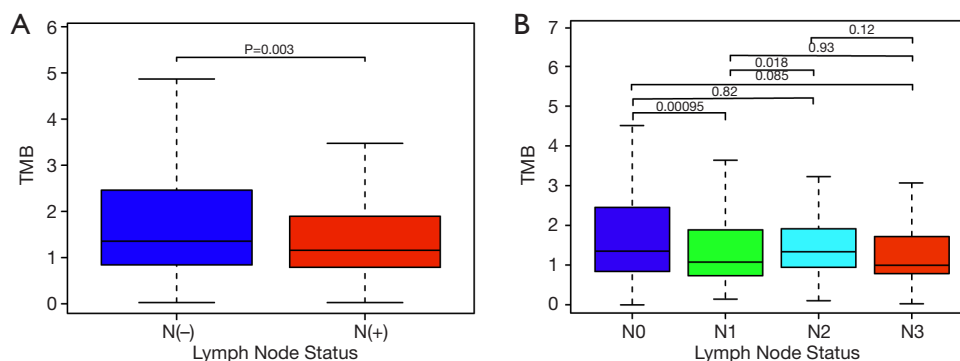 A
6
5
4
3
2
1
0
TMB
P=0.003
N(–)
N(+)
Lymph Node Status
B
7
6
5
4
3
2
1
0
TMB
0.12
0.93
0.018
0.085
0.82
0.00095
N0
N1
N2
N3
Lymph Node Status